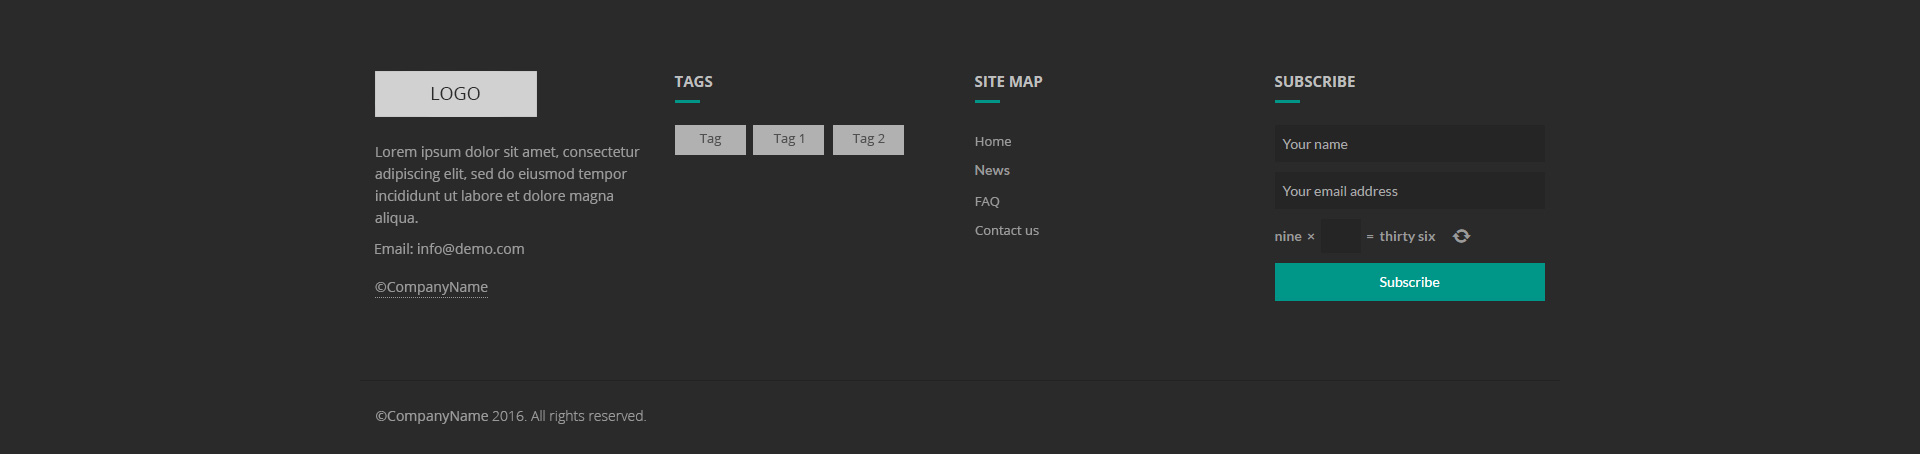 LOGO
Lorem ipsum dolor sit amet, consectetur
adipiscing elit, sed do eiusmod tempor
incididunt ut labore et dolore magna
aliqua.
Email: info@demo.com
©CompanyName
TAGS
Tag
Tag 1
Tag 2
SITE MAP
Home
News
FAQ
Contact us
SUBSCRIBE
Your name
Your email address
nine × = thirty six
Subscribe
©CompanyName 2016. All rights reserved.